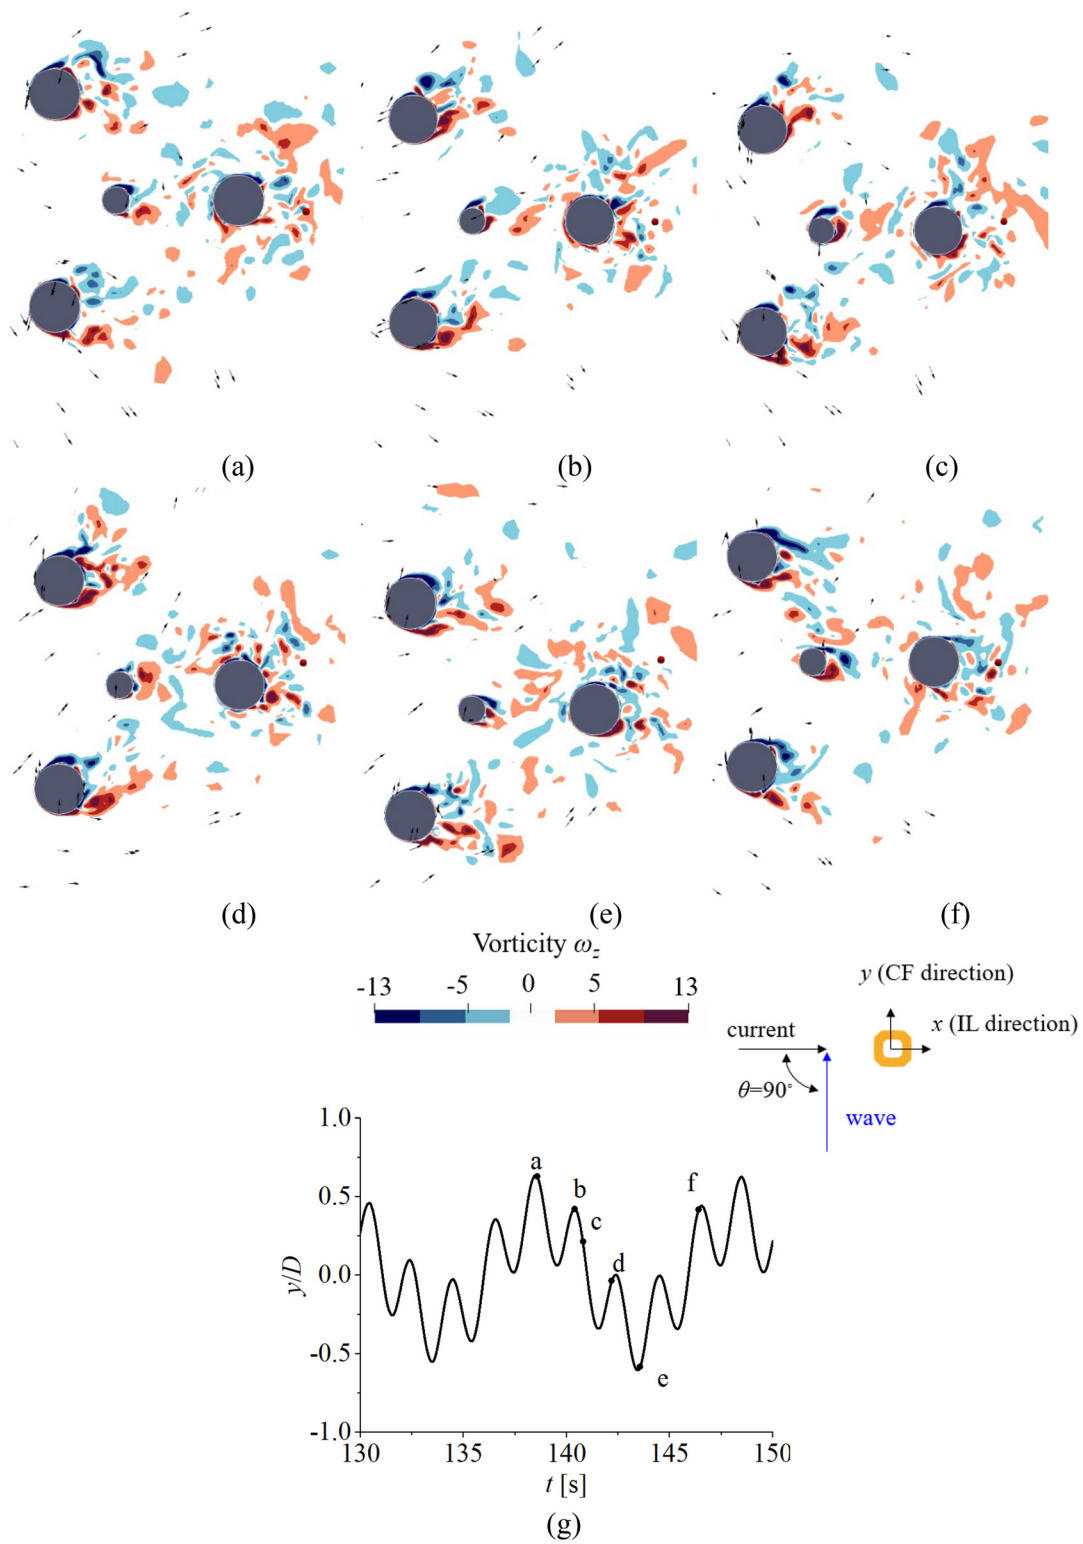 (a) (b) (c)
(d) (e) (f)
Vorticity ω_z
-13 -5 0 5 13
y (CF direction)
x (IL direction)
current
θ=90°
wave
1.0
0.5
0.0
-0.5
-1.0
y/D
a
b
c
d
e
f
130 135 140 145 150
t [s]
(g)